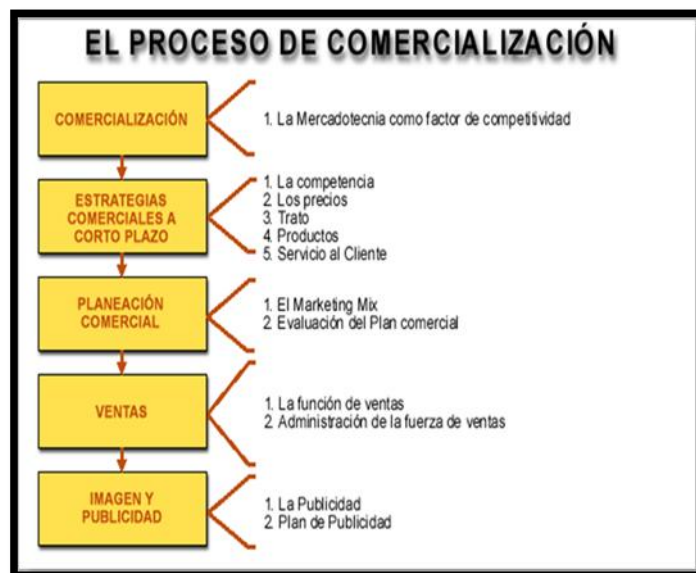 EL PROCESO DE COMERCIALIZACIÓN
COMERCIALIZACIÓN
1. La Mercadotecnia como factor de competitividad
ESTRATEGIAS
COMERCIALES A
CORTO PLAZO
1. La competencia
2. Los precios
3. Trato
4. Productos
5. Servicio al Cliente
PLANEACIÓN
COMERCIAL
1. El Marketing Mix
2. Evaluación del Plan comercial
VENTAS
1. La función de ventas
2. Administración de la fuerza de ventas
IMAGEN Y
PUBLICIDAD
1. La Publicidad
2. Plan de Publicidad